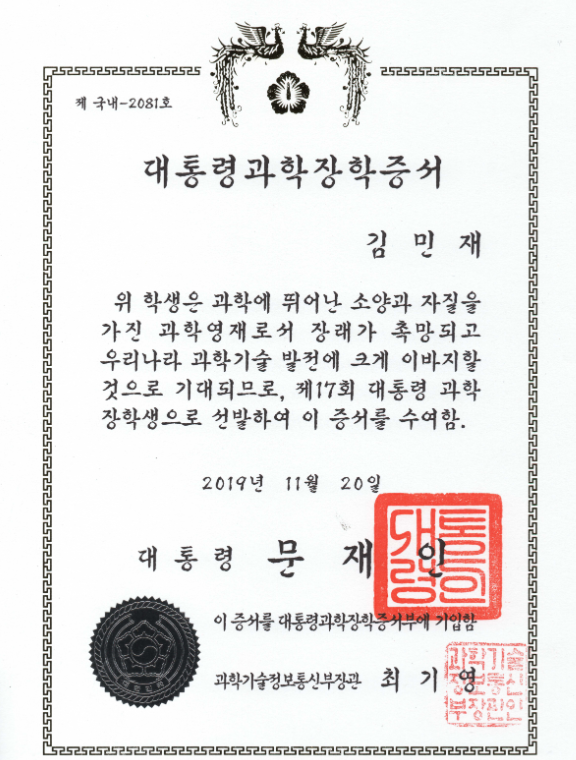 제 국내-2081호
대통령과학장학증서
김 민 재
위 학생은 과학에 뛰어난 소양과 자질을
가진 과학영재로서 장래가 촉망되고
우리나라 과학기술 발전에 크게 이바지할
것으로 기대되므로, 제17회 대통령 과학
장학생으로 선발하여 이 증서를 수여함.
2019년 11월 20일
대 통 령 문 재 인
대통
령의
인
이 증서를 대통령과학장학증서부에 기입함
과학기술정보통신부장관 최 기 영
과학기술
정보통신
부장관인